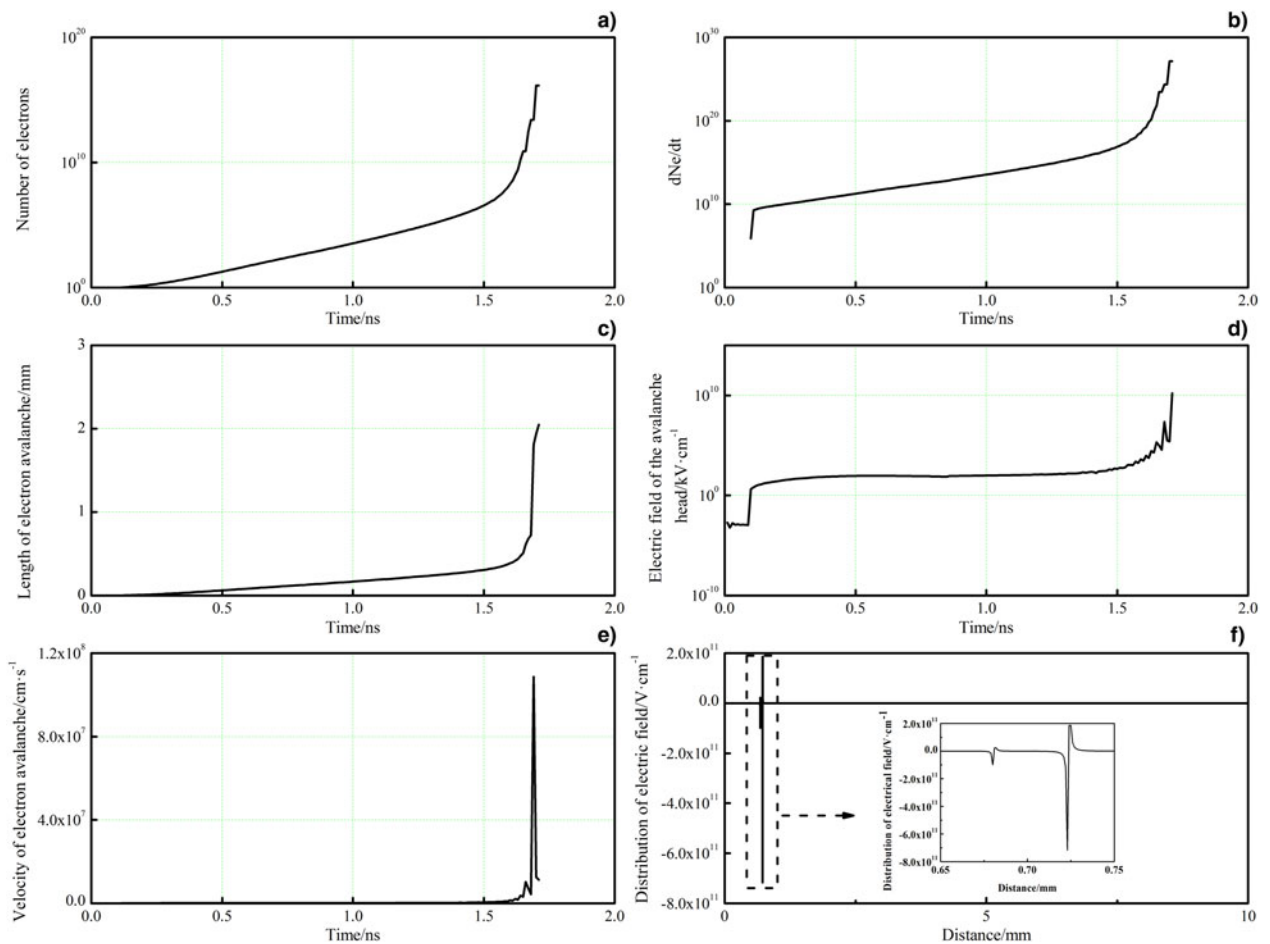 a)
10^20
10^10
10^0
Number of electrons
0.0 0.5 1.0 1.5 2.0
Time/ns
b)
10^30
10^20
10^10
10^0
dNe/dt
0.0 0.5 1.0 1.5 2.0
Time/ns
c)
3
2
1
0
Length of electron avalanche/mm
0.0 0.5 1.0 1.5 2.0
Time/ns
d)
10^10
10^0
10^-10
Electric field of the avalanche
head/kV·cm^-1
0.0 0.5 1.0 1.5 2.0
Time/ns
e)
1.2x10^8
8.0x10^7
4.0x10^7
0.0
Velocity of electron avalanche/cm·s^-1
0.0 0.5 1.0 1.5 2.0
Time/ns
f)
2.0x10^11
0.0
-2.0x10^11
-4.0x10^11
-6.0x10^11
-8.0x10^11
Distribution of electric field/V·cm^-1
0 5 10
Distance/mm
2.0x10^11
0.0
-2.0x10^11
-4.0x10^11
-6.0x10^11
-8.0x10^11
Distribution of electrical field/V·cm^-1
0.65 0.70 0.75
Distance/mm